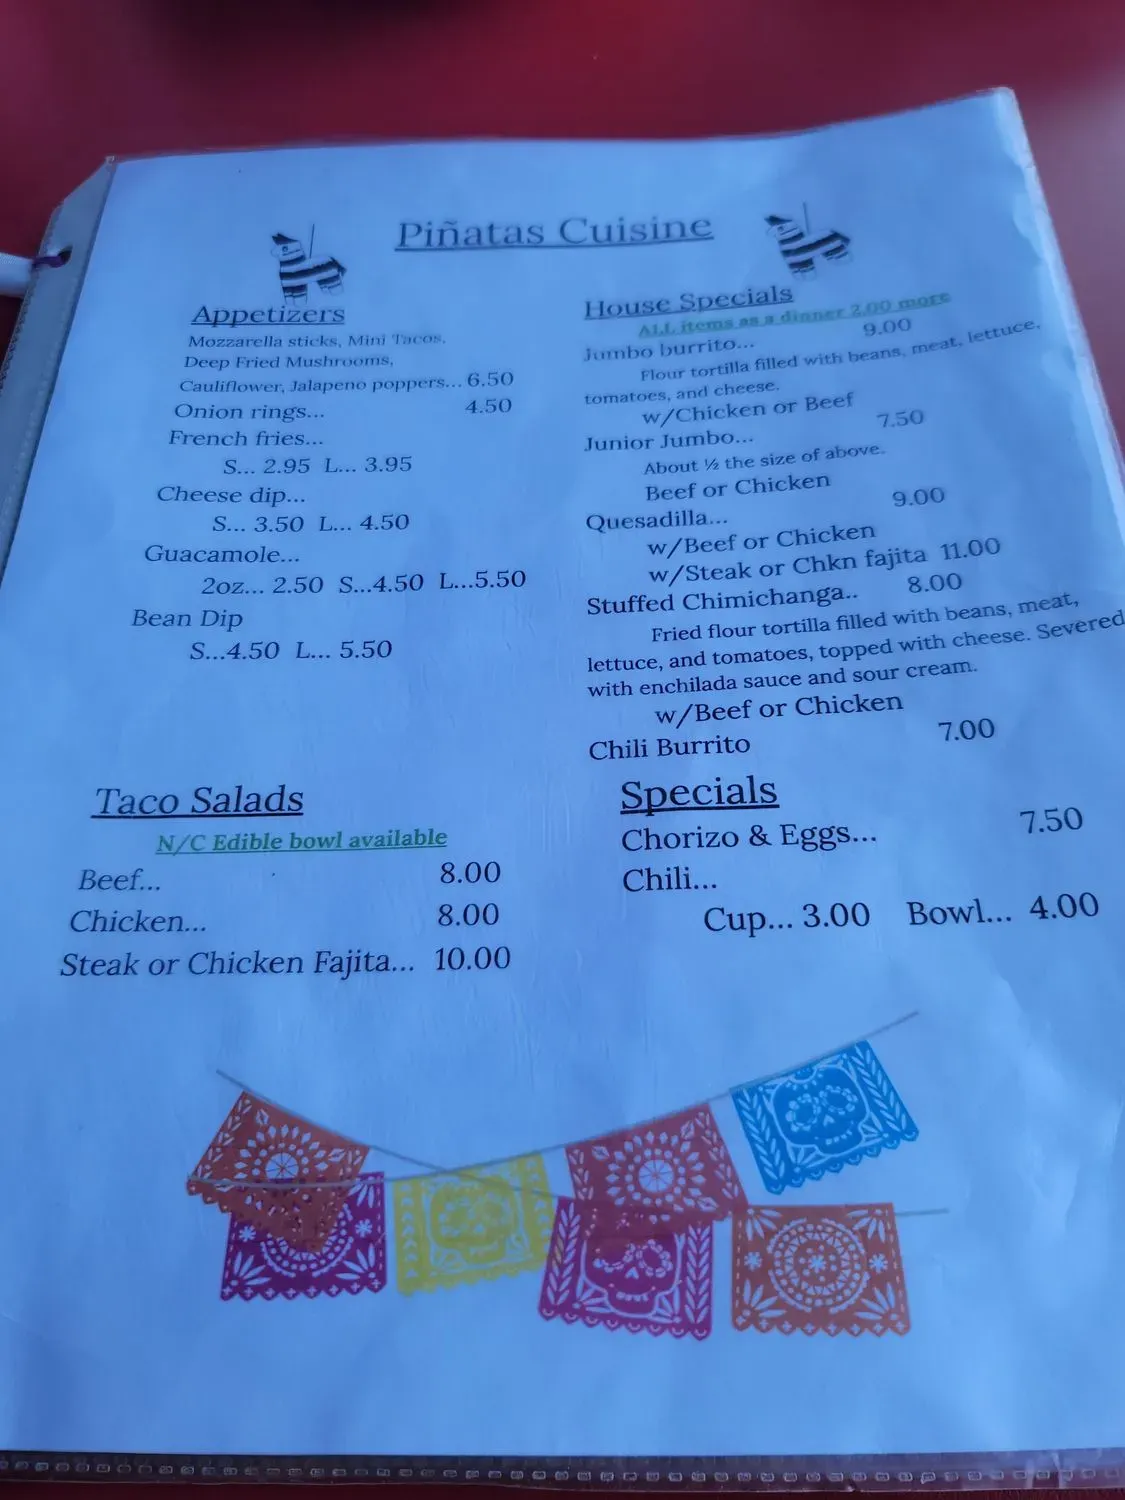 Piñatas Cuisine
Appetizers
Mozzarella sticks, Mini Tacos,
Deep Fried Mushrooms,
Cauliflower, Jalapeno poppers... 6.50
Onion rings... 4.50
French fries...
S... 2.95 L... 3.95
Cheese dip...
S... 3.50 L... 4.50
Guacamole...
2oz... 2.50 S...4.50 L...5.50
Bean Dip
S...4.50 L... 5.50
House Specials
ALL items as a dinner 2.00 more
Jumbo burrito... 9.00
Flour tortilla filled with beans, meat, lettuce,
tomatoes, and cheese.
w/Chicken or Beef
Junior Jumbo... 7.50
About ½ the size of above.
Beef or Chicken
Quesadilla... 9.00
w/Beef or Chicken
w/Steak or Chkn fajita 11.00
Stuffed Chimichanga.. 8.00
Fried flour tortilla filled with beans, meat,
lettuce, and tomatoes, topped with cheese. Severed
with enchilada sauce and sour cream.
w/Beef or Chicken
Chili Burrito 7.00
Taco Salads
N/C Edible bowl available
Beef... 8.00
Chicken... 8.00
Steak or Chicken Fajita... 10.00
Specials
Chorizo & Eggs... 7.50
Chili...
Cup... 3.00 Bowl... 4.00